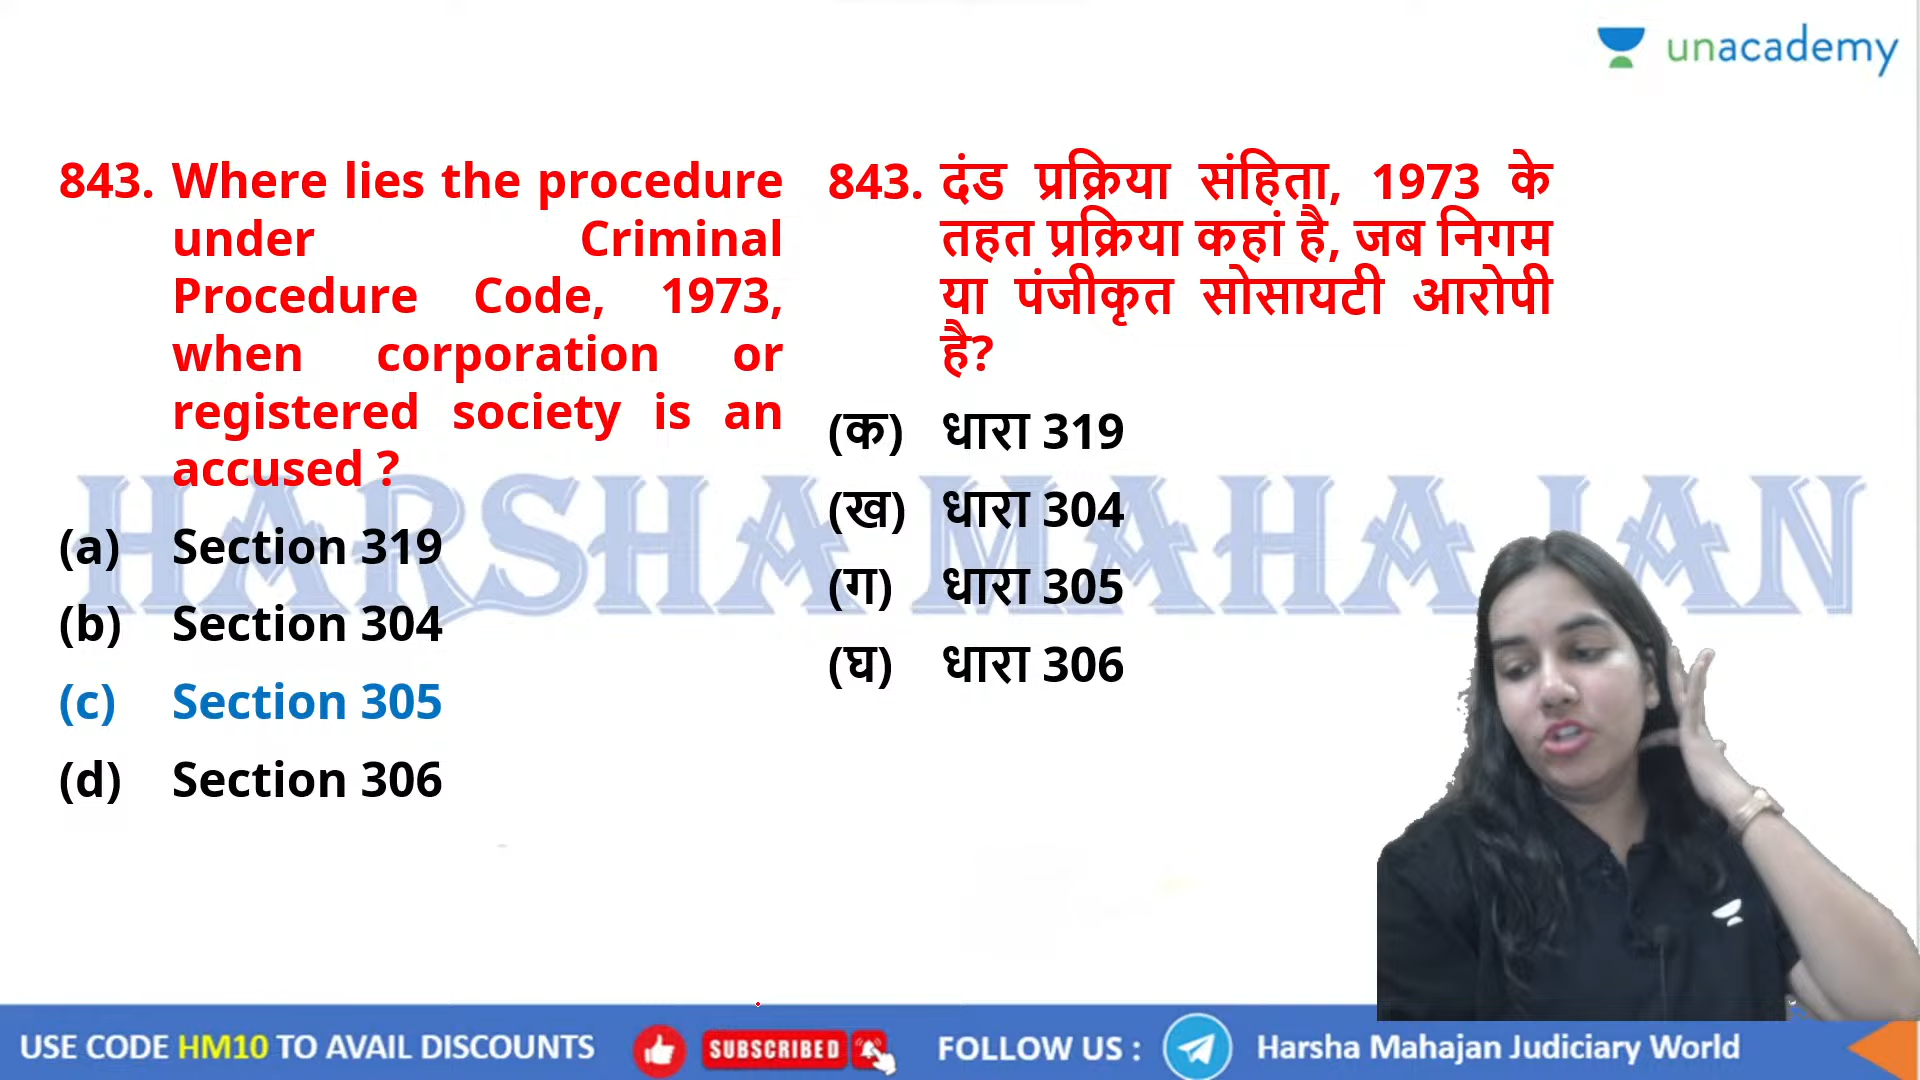 unacademy
843. Where lies the procedure
under Criminal
Procedure Code, 1973,
when corporation or
registered society is an
accused ?
(a) Section 319
(b) Section 304
(c) Section 305
(d) Section 306
843. दंड प्रक्रिया संहिता, 1973 के
तहत प्रक्रिया कहां है, जब निगम
या पंजीकृत सोसायटी आरोपी
है?
(क) धारा 319
(ख) धारा 304
(ग) धारा 305
(घ) धारा 306
HARSHA MAHAJAN
USE CODE HM10 TO AVAIL DISCOUNTS
SUBSCRIBED
FOLLOW US :
Harsha Mahajan Judiciary World